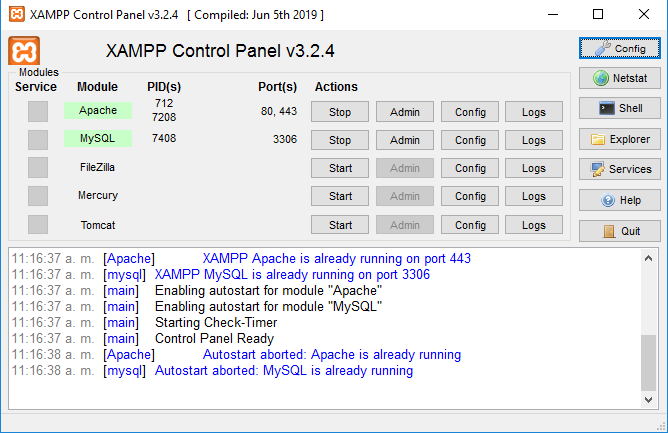 XAMPP Control Panel v3.2.4 [ Compiled: Jun 5th 2019 ]
XAMPP Control Panel v3.2.4
Config
Modules
Service Module PID(s) Port(s) Actions
Netstat
Apache 712 7208 80, 443 Stop Admin Config Logs
Shell
MySQL 7408 3306 Stop Admin Config Logs
Explorer
FileZilla Start Admin Config Logs
Services
Mercury Start Admin Config Logs
Help
Tomcat Start Admin Config Logs
Quit
11:16:37 a. m. [Apache] XAMPP Apache is already running on port 443
11:16:37 a. m. [mysql] XAMPP MySQL is already running on port 3306
11:16:37 a. m. [main] Enabling autostart for module "Apache"
11:16:37 a. m. [main] Enabling autostart for module "MySQL"
11:16:37 a. m. [main] Starting Check-Timer
11:16:37 a. m. [main] Control Panel Ready
11:16:38 a. m. [Apache] Autostart aborted: Apache is already running
11:16:38 a. m. [mysql] Autostart aborted: MySQL is already running